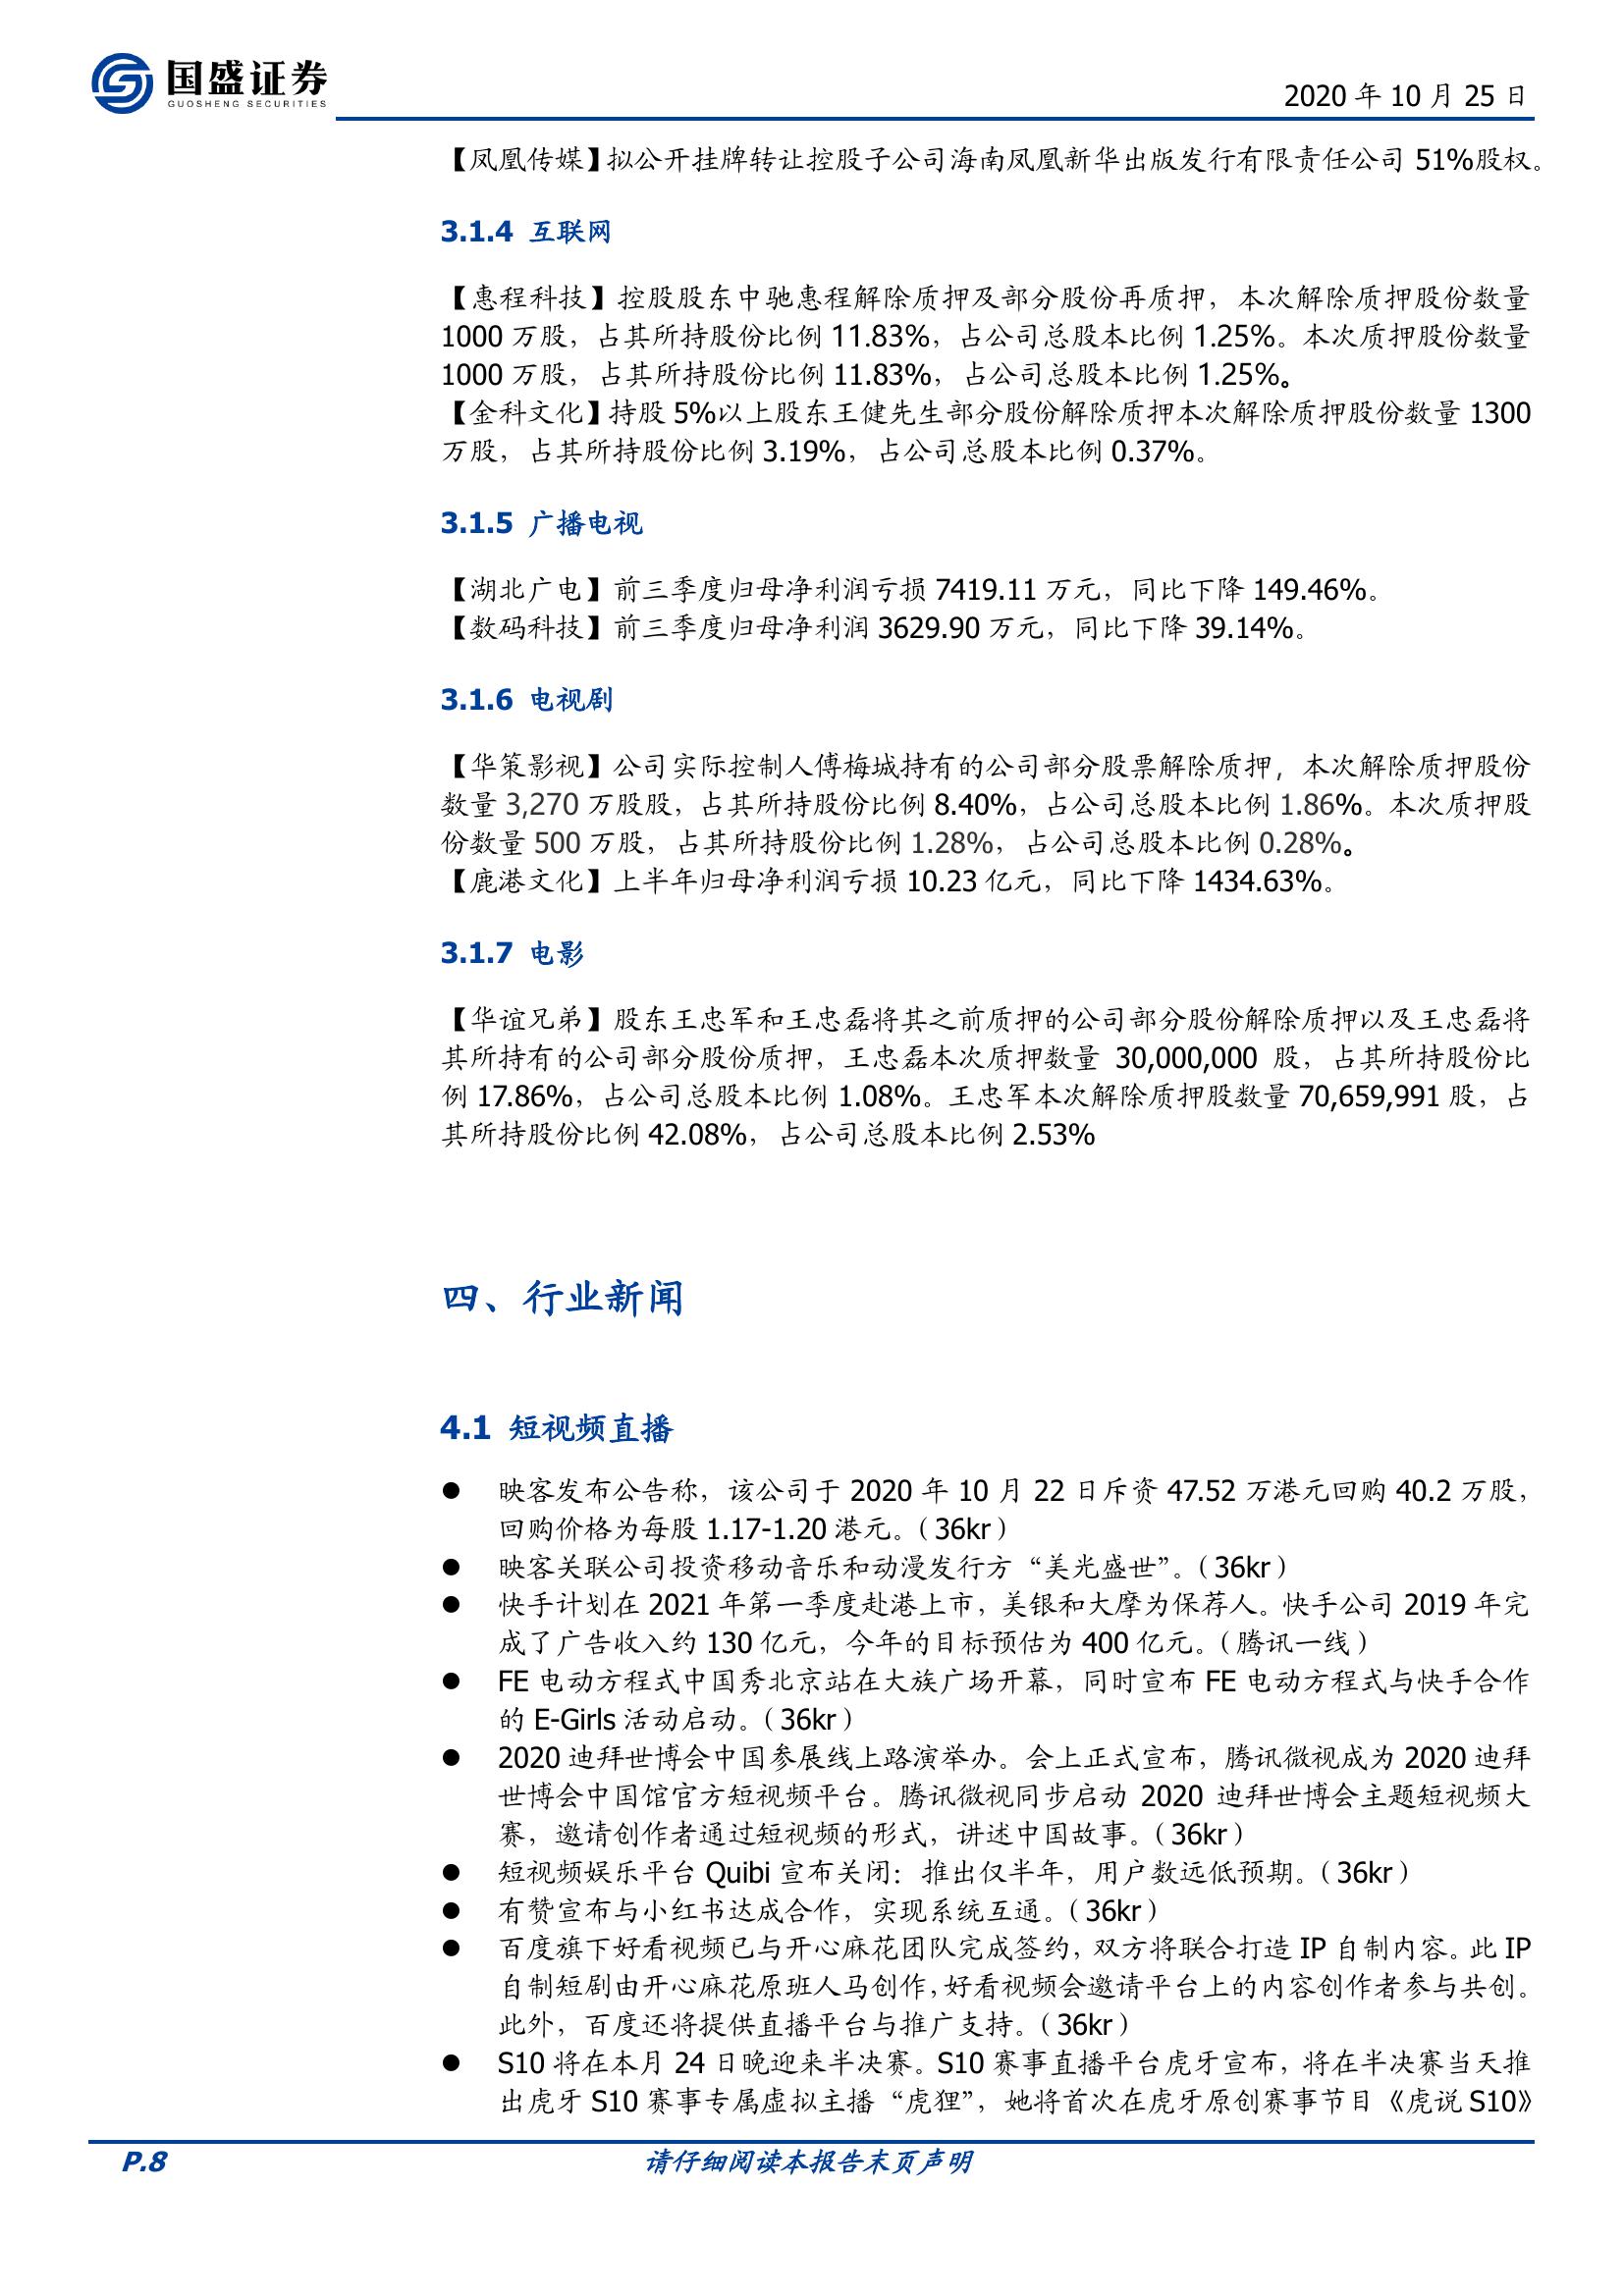 国盛证券
GUOSHENG SECURITIES
2020 年 10 月 25 日
【凤凰传媒】拟公开挂牌转让控股子公司海南凤凰新华出版发行有限责任公司 51%股权。
3.1.4 互联网
【惠程科技】控股股东中驰惠程解除质押及部分股份再质押，本次解除质押股份数量
1000 万股，占其所持股份比例 11.83%，占公司总股本比例 1.25%。本次质押股份数量
1000 万股，占其所持股份比例 11.83%，占公司总股本比例 1.25%。
【金科文化】持股 5%以上股东王健先生部分股份解除质押本次解除质押股份数量 1300
万股，占其所持股份比例 3.19%，占公司总股本比例 0.37%。
3.1.5 广播电视
【湖北广电】前三季度归母净利润亏损 7419.11 万元，同比下降 149.46%。
【数码科技】前三季度归母净利润 3629.90 万元，同比下降 39.14%。
3.1.6 电视剧
【华策影视】公司实际控制人傅梅城持有的公司部分股票解除质押，本次解除质押股份
数量 3,270 万股股，占其所持股份比例 8.40%，占公司总股本比例 1.86%。本次质押股
份数量 500 万股，占其所持股份比例 1.28%，占公司总股本比例 0.28%。
【鹿港文化】上半年归母净利润亏损 10.23 亿元，同比下降 1434.63%。
3.1.7 电影
【华谊兄弟】股东王忠军和王忠磊将其之前质押的公司部分股份解除质押以及王忠磊将
其所持有的公司部分股份质押，王忠磊本次质押数量 30,000,000 股，占其所持股份比
例 17.86%，占公司总股本比例 1.08%。王忠军本次解除质押股数量 70,659,991 股，占
其所持股份比例 42.08%，占公司总股本比例 2.53%
四、行业新闻
4.1 短视频直播
● 映客发布公告称，该公司于 2020 年 10 月 22 日斥资 47.52 万港元回购 40.2 万股，
回购价格为每股 1.17-1.20 港元。（36kr）
● 映客关联公司投资移动音乐和动漫发行方“美光盛世”。（36kr）
● 快手计划在 2021 年第一季度赴港上市，美银和大摩为保荐人。快手公司 2019 年完
成了广告收入约 130 亿元，今年的目标预估为 400 亿元。（腾讯一线）
● FE 电动方程式中国秀北京站在大族广场开幕，同时宣布 FE 电动方程式与快手合作
的 E-Girls 活动启动。（36kr）
● 2020 迪拜世博会中国参展线上路演举办。会上正式宣布，腾讯微视成为 2020 迪拜
世博会中国馆官方短视频平台。腾讯微视同步启动 2020 迪拜世博会主题短视频大
赛，邀请创作者通过短视频的形式，讲述中国故事。（36kr）
● 短视频娱乐平台 Quibi 宣布关闭：推出仅半年，用户数远低预期。（36kr）
● 有赞宣布与小红书达成合作，实现系统互通。（36kr）
● 百度旗下好看视频已与开心麻花团队完成签约，双方将联合打造 IP 自制内容。此 IP
自制短剧由开心麻花原班人马创作，好看视频会邀请平台上的内容创作者参与共创。
此外，百度还将提供直播平台与推广支持。（36kr）
● S10 将在本月 24 日晚迎来半决赛。S10 赛事直播平台虎牙宣布，将在半决赛当天推
出虎牙 S10 赛事专属虚拟主播“虎狸”，她将首次在虎牙原创赛事节目《虎说 S10》
P.8
请仔细阅读本报告末页声明